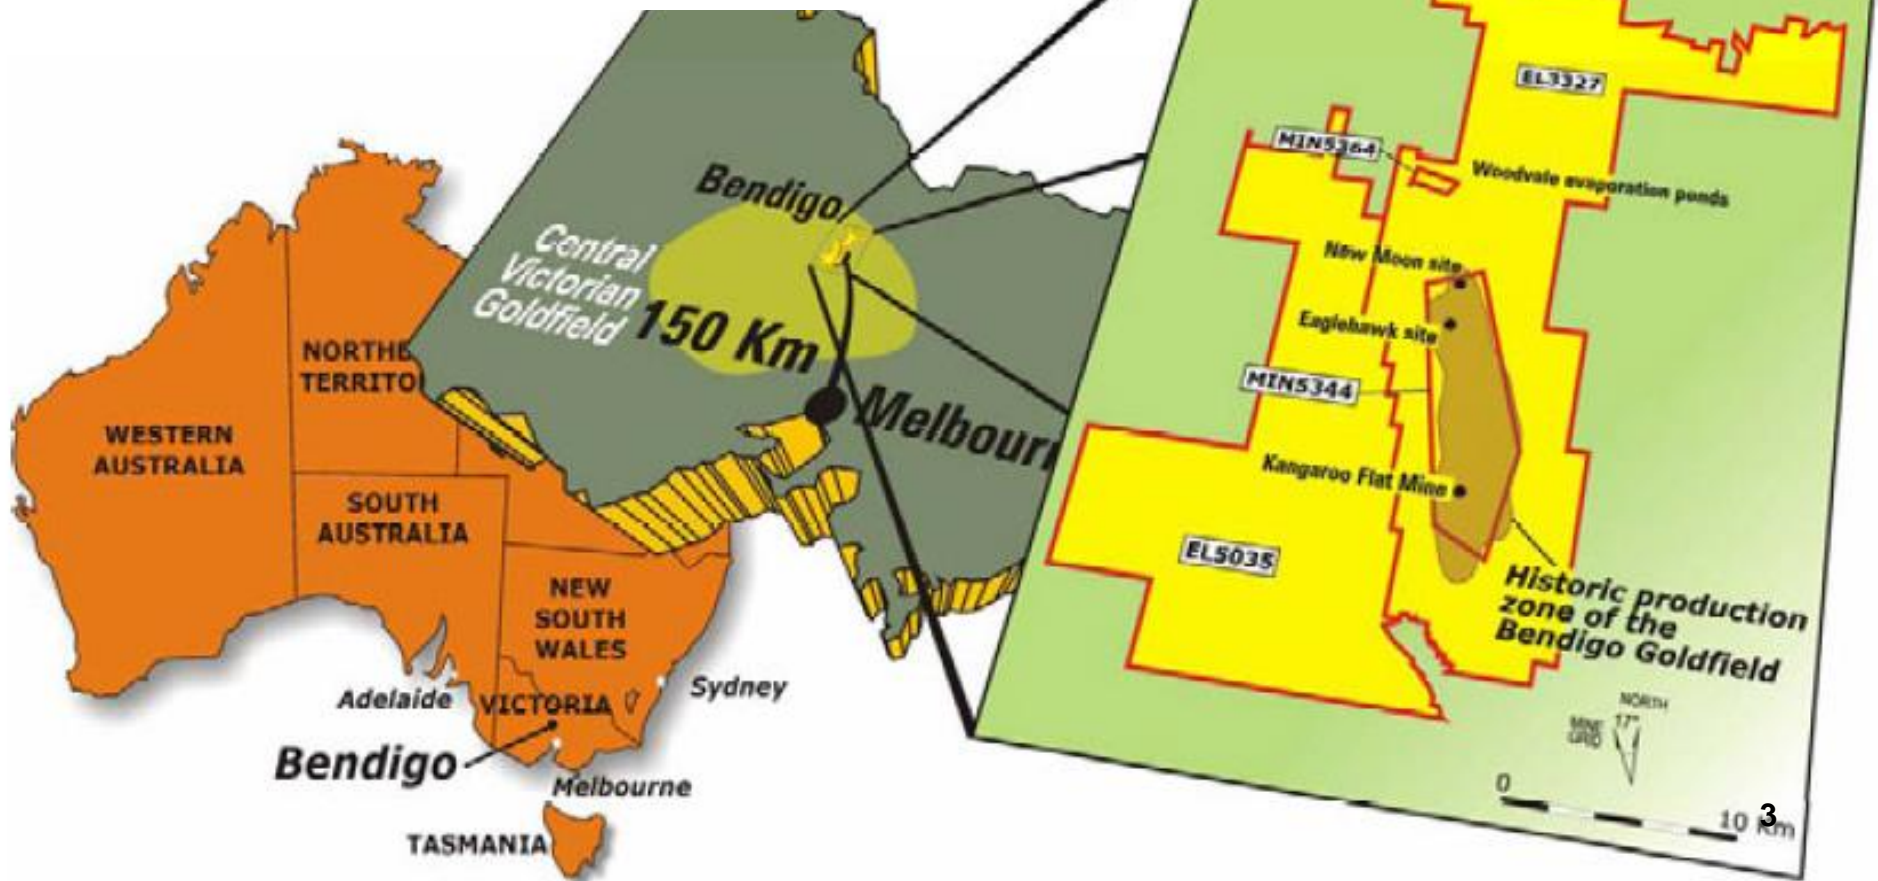 WESTERN
AUSTRALIA
NORTHE
TERRITO
SOUTH
AUSTRALIA
NEW
SOUTH
WALES
VICTORIA
Adelaide
Sydney
Bendigo
Melbourne
TASMANIA
Bendigo
Central
Victorian
Goldfield
150 Km
Melbourn
EL3327
MIN5364
Woodvale evaporation ponds
New Moon site
Eaglehawk site
MIN5344
Kangaroo Flat Mine
EL5035
Historic production
zone of the
Bendigo Goldfield
NORTH
MINE
GRID
17°
0
10 Km
3